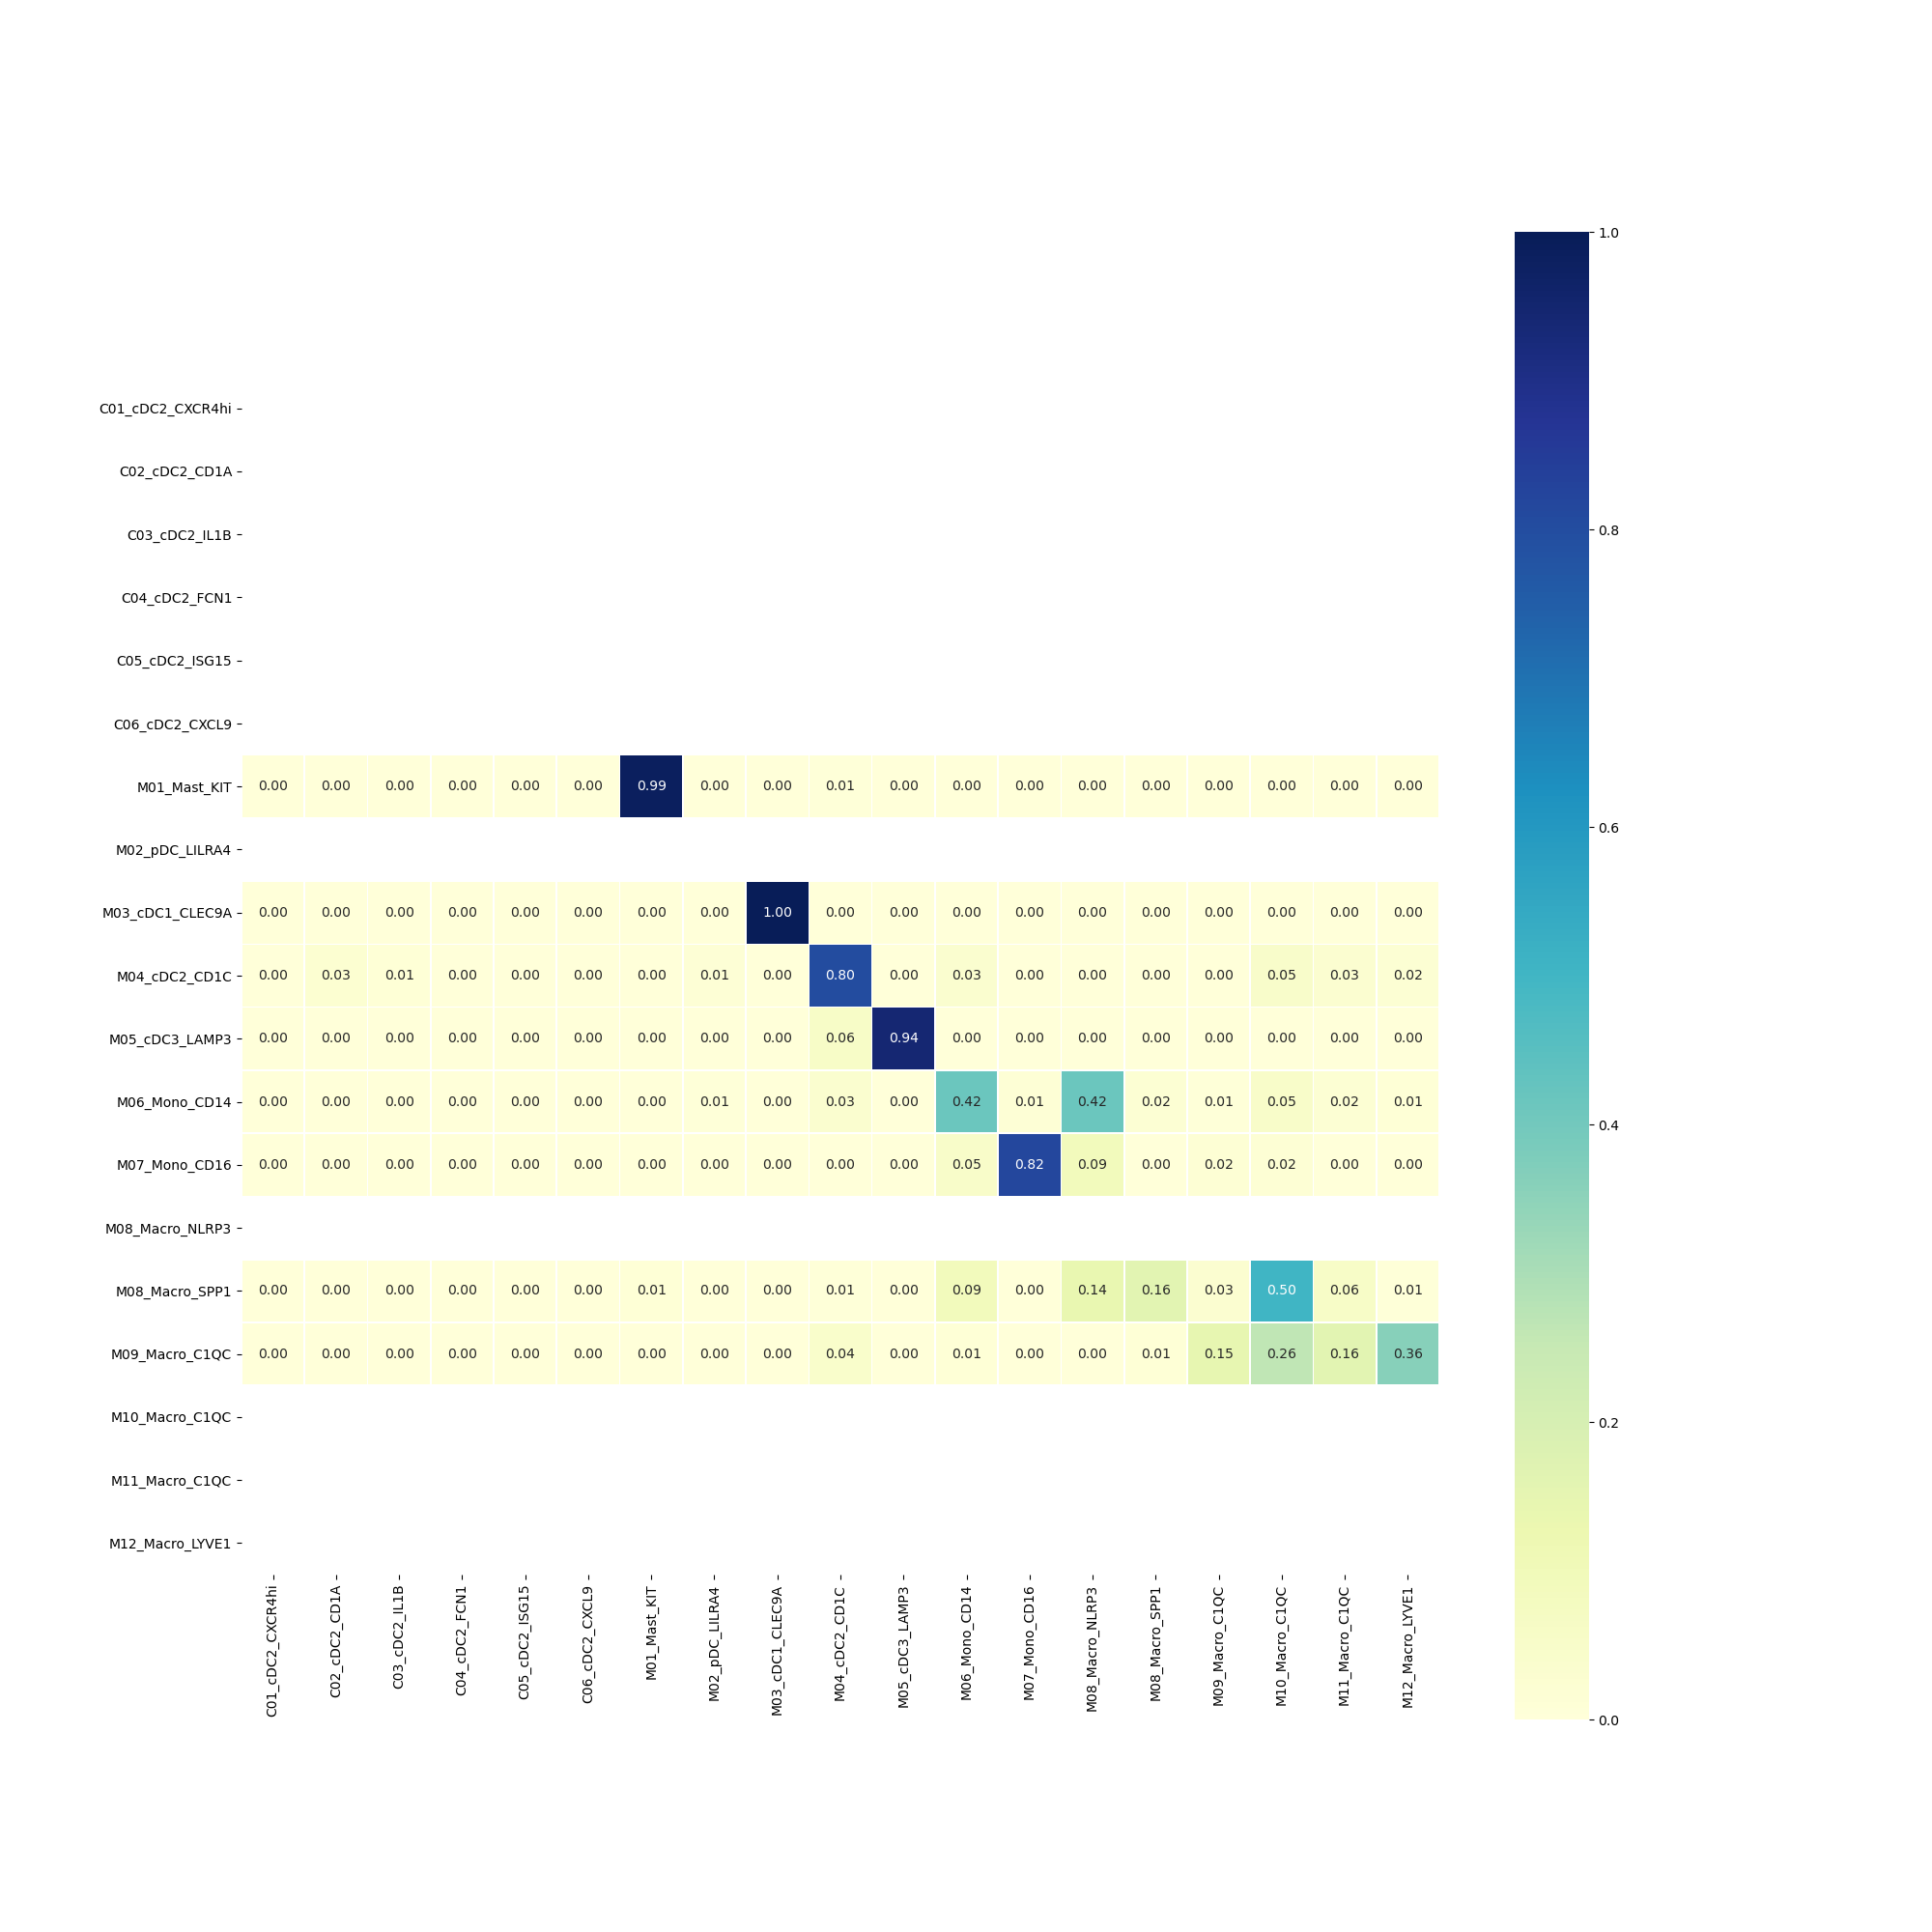 C01_cDC2_CXCR4hi
C02_cDC2_CD1A
C03_cDC2_IL1B
C04_cDC2_FCN1
C05_cDC2_ISG15
C06_cDC2_CXCL9
M01_Mast_KIT 0.00 0.00 0.00 0.00 0.00 0.00 0.99 0.00 0.00 0.01 0.00 0.00 0.00 0.00 0.00 0.00 0.00 0.00 0.00
M02_pDC_LILRA4
M03_cDC1_CLEC9A 0.00 0.00 0.00 0.00 0.00 0.00 0.00 0.00 1.00 0.00 0.00 0.00 0.00 0.00 0.00 0.00 0.00 0.00 0.00
M04_cDC2_CD1C 0.00 0.03 0.01 0.00 0.00 0.00 0.00 0.01 0.00 0.80 0.00 0.03 0.00 0.00 0.00 0.00 0.05 0.03 0.02
M05_cDC3_LAMP3 0.00 0.00 0.00 0.00 0.00 0.00 0.00 0.00 0.00 0.06 0.94 0.00 0.00 0.00 0.00 0.00 0.00 0.00 0.00
M06_Mono_CD14 0.00 0.00 0.00 0.00 0.00 0.00 0.00 0.01 0.00 0.03 0.00 0.42 0.01 0.42 0.02 0.01 0.05 0.02 0.01
M07_Mono_CD16 0.00 0.00 0.00 0.00 0.00 0.00 0.00 0.00 0.00 0.00 0.00 0.05 0.82 0.09 0.00 0.02 0.02 0.00 0.00
M08_Macro_NLRP3
M08_Macro_SPP1 0.00 0.00 0.00 0.00 0.00 0.00 0.01 0.00 0.00 0.01 0.00 0.09 0.00 0.14 0.16 0.03 0.50 0.06 0.01
M09_Macro_C1QC 0.00 0.00 0.00 0.00 0.00 0.00 0.00 0.00 0.00 0.04 0.00 0.01 0.00 0.00 0.01 0.15 0.26 0.16 0.36
M10_Macro_C1QC
M11_Macro_C1QC
M12_Macro_LYVE1
C01_cDC2_CXCR4hi
C02_cDC2_CD1A
C03_cDC2_IL1B
C04_cDC2_FCN1
C05_cDC2_ISG15
C06_cDC2_CXCL9
M01_Mast_KIT
M02_pDC_LILRA4
M03_cDC1_CLEC9A
M04_cDC2_CD1C
M05_cDC3_LAMP3
M06_Mono_CD14
M07_Mono_CD16
M08_Macro_NLRP3
M08_Macro_SPP1
M09_Macro_C1QC
M10_Macro_C1QC
M11_Macro_C1QC
M12_Macro_LYVE1
1.0
0.8
0.6
0.4
0.2
0.0